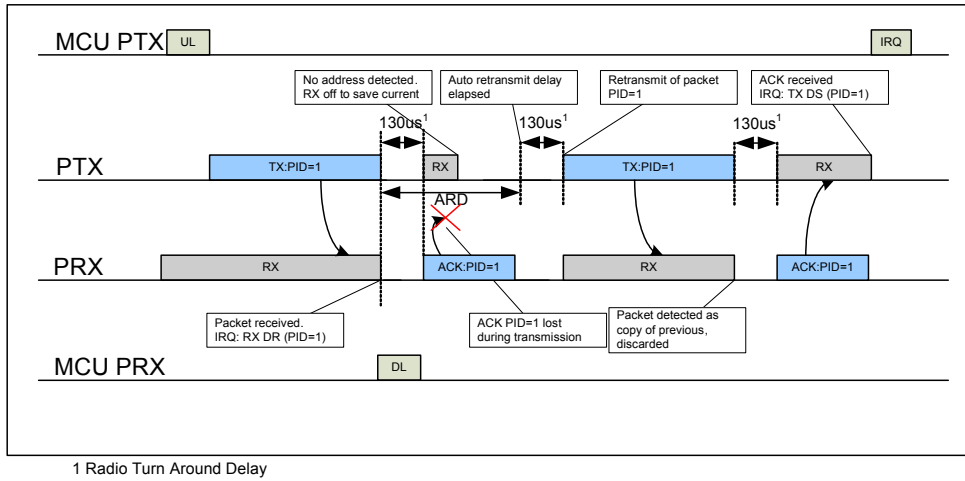 MCU PTX
UL
IRQ
No address detected.
RX off to save current
Auto retransmit delay
elapsed
Retransmit of packet
PID=1
ACK received
IRQ: TX DS (PID=1)
130us1
130us1
130us1
PTX
TX:PID=1
RX
TX:PID=1
RX
ARD
PRX
RX
ACK:PID=1
RX
ACK:PID=1
Packet received.
IRQ: RX DR (PID=1)
ACK PID=1 lost
during transmission
Packet detected as
copy of previous,
discarded
MCU PRX
DL
1 Radio Turn Around Delay